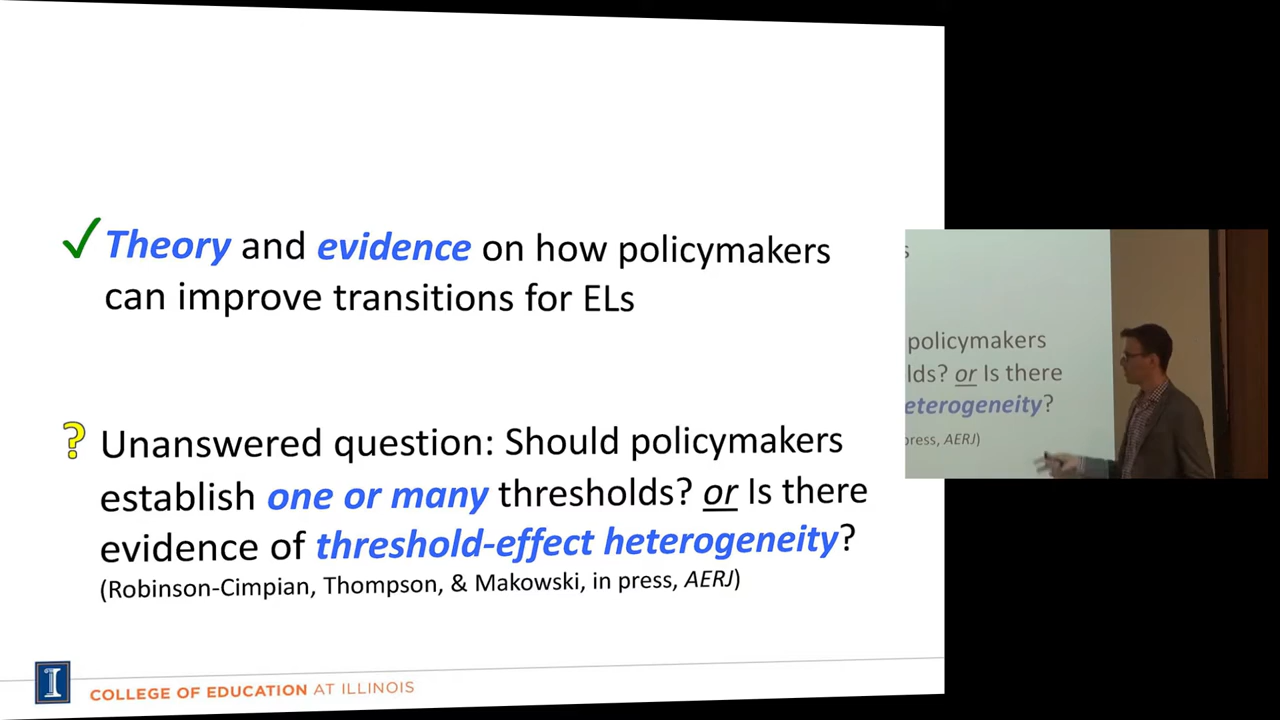 Theory and evidence on how policymakers
can improve transitions for ELs
? Unanswered question: Should policymakers
establish one or many thresholds? or Is there
evidence of threshold-effect heterogeneity?
(Robinson-Cimpian, Thompson, & Makowski, in press, AERJ)
I COLLEGE OF EDUCATION AT ILLINOIS
s
policymakers
lds? or Is there
eterogeneity?
press, AERJ)